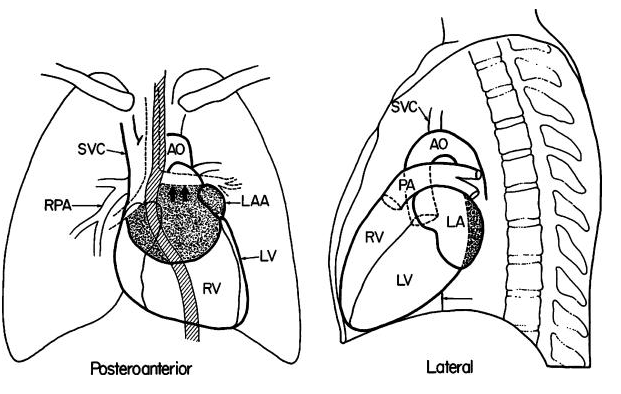 SVC
AO
RPA
LAA
LV
RV
Posteroanterior
SVC
AO
PA
LA
RV
LV
Lateral